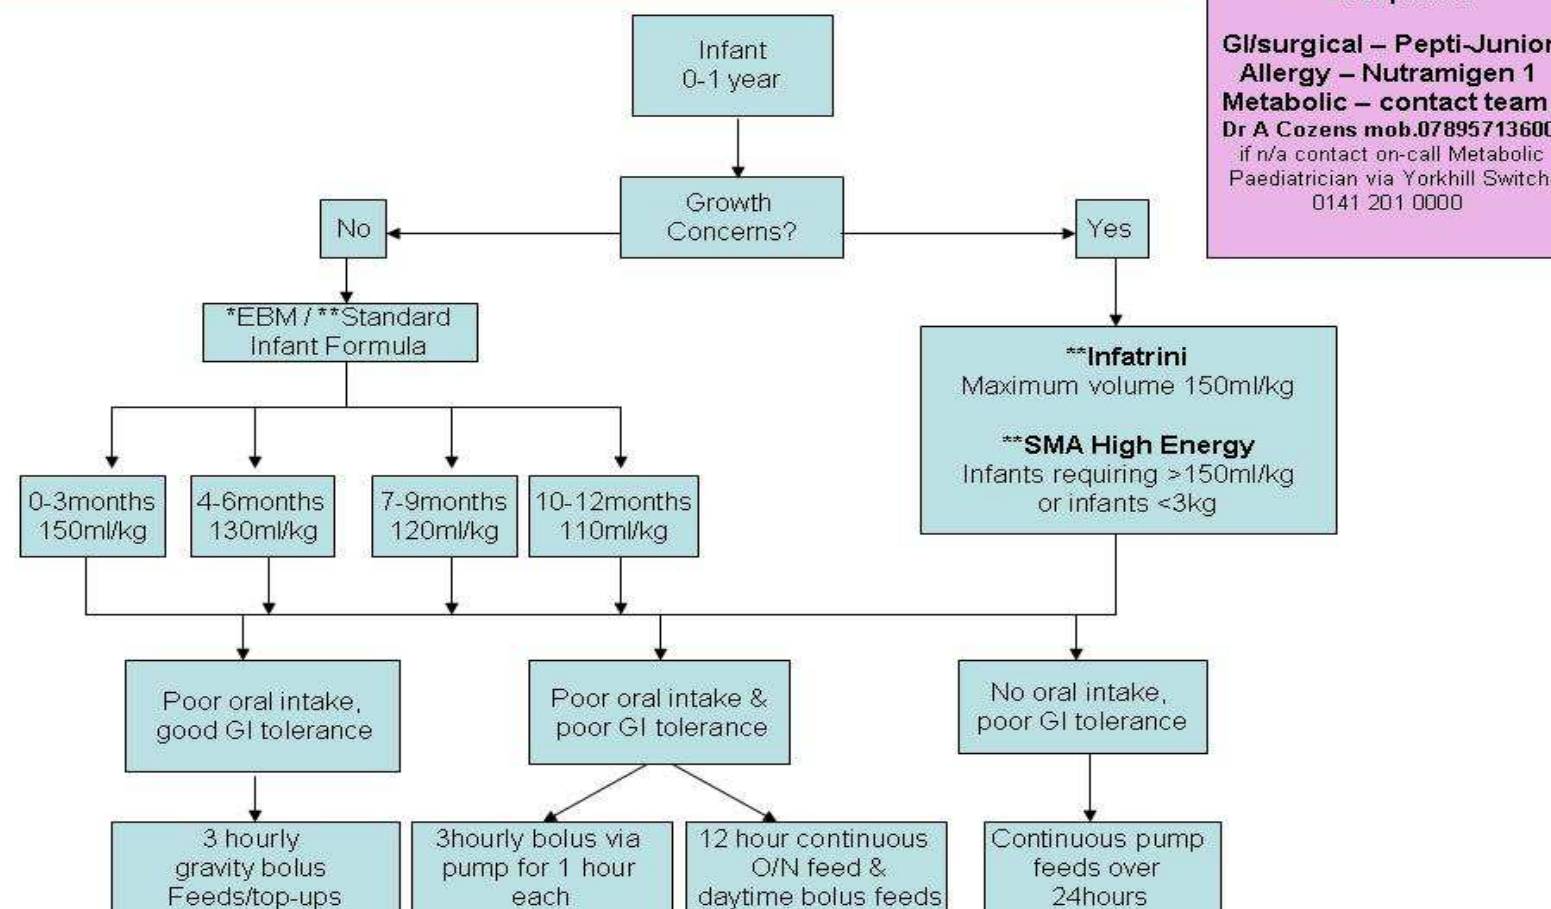 GI/surgical – Pepti-Junior
Allergy – Nutramigen 1
Metabolic – contact team
Dr A Cozens mob.07895713600
if n/a contact on-call Metabolic
Paediatrician via Yorkhill Switch
0141 201 0000
Infant
0-1 year
Growth
Concerns?
No
Yes
*EBM / **Standard
Infant Formula
**Infatrini
Maximum volume 150ml/kg
**SMA High Energy
Infants requiring >150ml/kg
or infants <3kg
0-3months
150ml/kg
4-6months
130ml/kg
7-9months
120ml/kg
10-12months
110ml/kg
Poor oral intake,
good GI tolerance
Poor oral intake &
poor GI tolerance
No oral intake,
poor GI tolerance
3 hourly
gravity bolus
Feeds/top-ups
3hourly bolus via
pump for 1 hour
each
12 hour continuous
O/N feed &
daytime bolus feeds
Continuous pump
feeds over
24hours